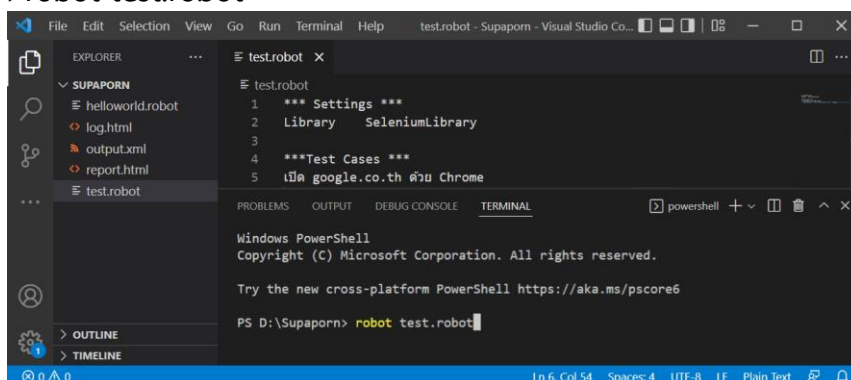 File Edit Selection View Go Run Terminal Help test.robot - Supaporn - Visual Studio Co...
EXPLORER
SUPAPORN
helloworld.robot
log.html
output.xml
report.html
test.robot
OUTLINE
TIMELINE
test.robot
test.robot
1 *** Settings ***
2 Library SeleniumLibrary
3
4 ***Test Cases ***
5 เปิด google.co.th ด้วย Chrome
PROBLEMS OUTPUT DEBUG CONSOLE TERMINAL powershell
Windows PowerShell
Copyright (C) Microsoft Corporation. All rights reserved.
Try the new cross-platform PowerShell https://aka.ms/pscore6
PS D:\Supaporn> robot test.robot
1
0 0 Ln 6, Col 54 Spaces: 4 UTF-8 LF Plain Text